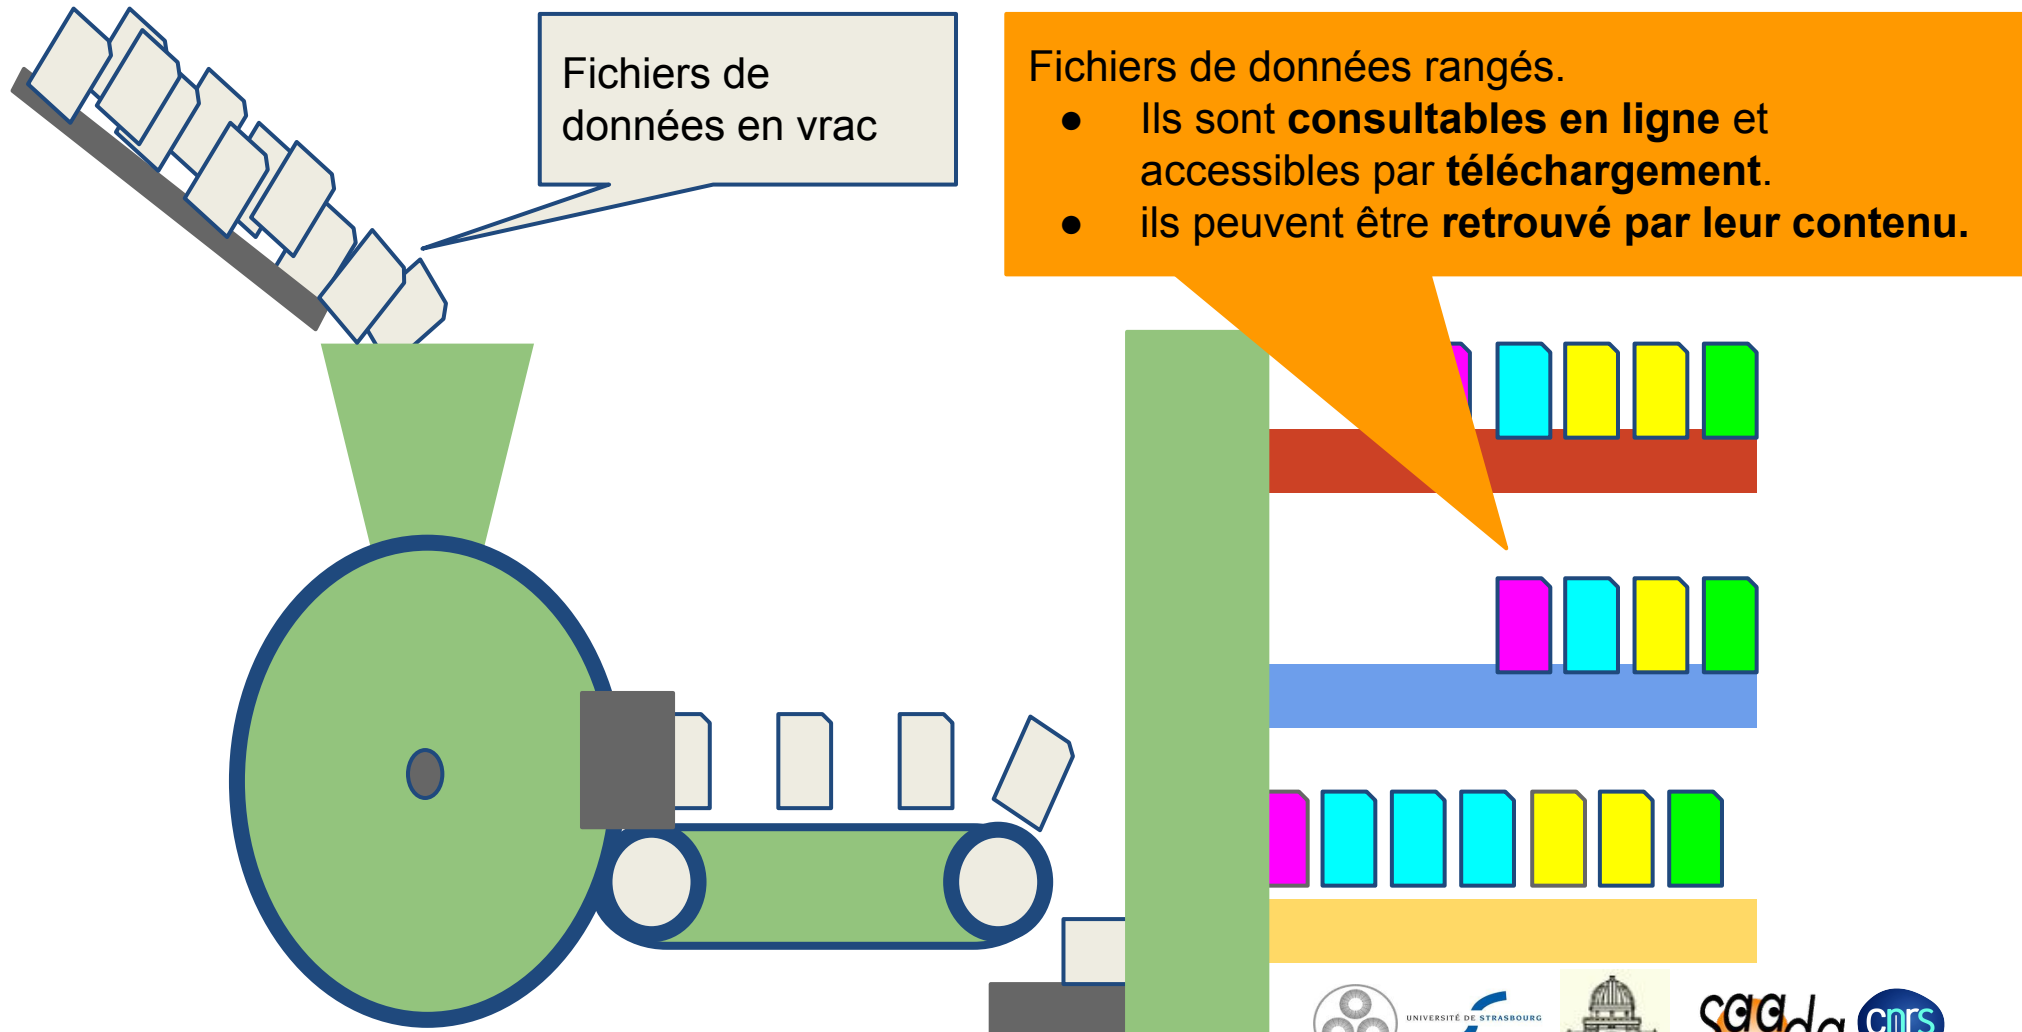 Fichiers de
données en vrac
Fichiers de données rangés.
● Ils sont consultables en ligne et
accessibles par téléchargement.
● ils peuvent être retrouvé par leur contenu.
UNIVERSITÉ DE STRASBOURG
saada
cnrs